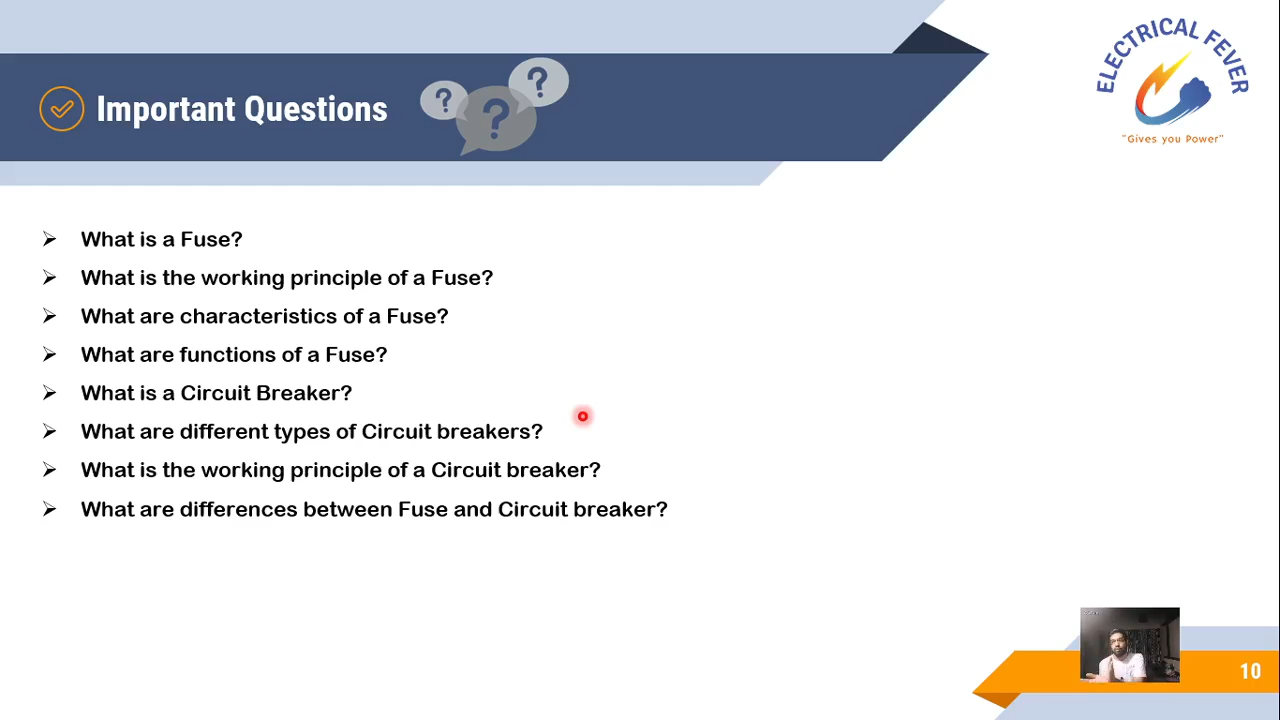 Important Questions
? ? ?
ELECTRICAL FEVER
"Gives you Power"
What is a Fuse?
What is the working principle of a Fuse?
What are characteristics of a Fuse?
What are functions of a Fuse?
What is a Circuit Breaker?
What are different types of Circuit breakers?
What is the working principle of a Circuit breaker?
What are differences between Fuse and Circuit breaker?
10